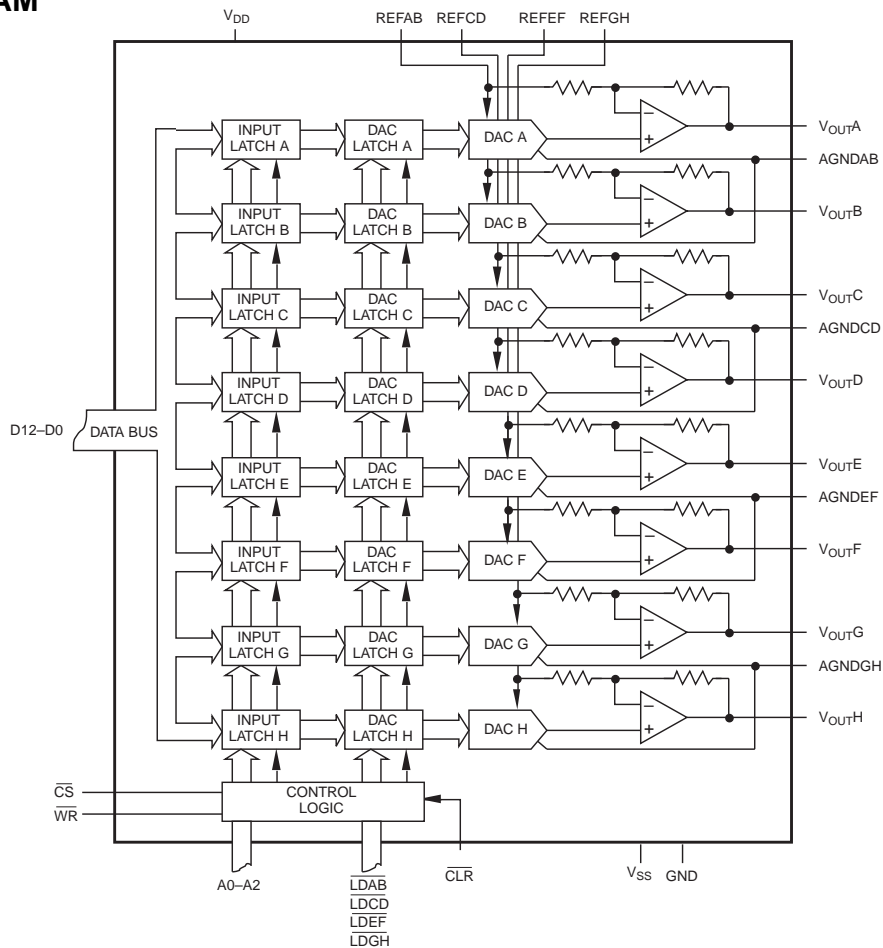 AM
VDD
REFAB REFCD REFEF REFGH
INPUT LATCH A
DAC LATCH A
DAC A
−
+
VOUTA
AGNDAB
INPUT LATCH B
DAC LATCH B
DAC B
−
+
VOUTB
INPUT LATCH C
DAC LATCH C
DAC C
−
+
VOUTC
AGNDCD
INPUT LATCH D
DAC LATCH D
DAC D
−
+
VOUTD
D12–D0
DATA BUS
INPUT LATCH E
DAC LATCH E
DAC E
−
+
VOUTE
AGNDEF
INPUT LATCH F
DAC LATCH F
DAC F
−
+
VOUTF
INPUT LATCH G
DAC LATCH G
DAC G
−
+
VOUTG
AGNDGH
INPUT LATCH H
DAC LATCH H
DAC H
−
+
VOUTH
CS
WR
CONTROL LOGIC
A0–A2
LDAB
LDCD
LDEF
LDGH
CLR
VSS
GND